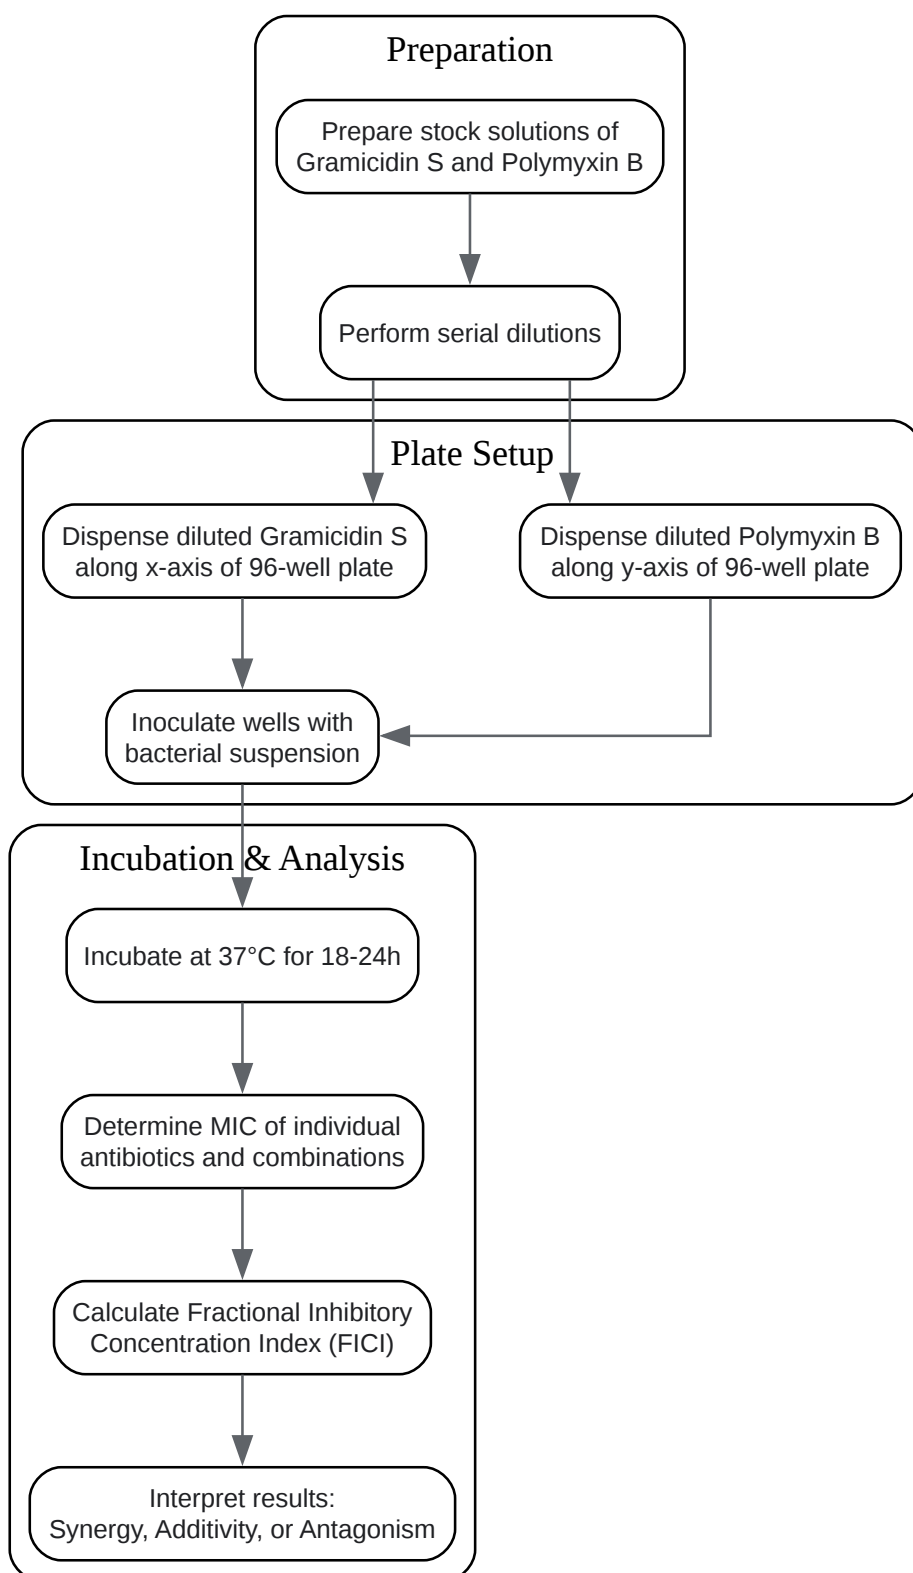 Preparation
Prepare stock solutions of
Gramicidin S and Polymyxin B
Perform serial dilutions
Plate Setup
Dispense diluted Gramicidin S
along x-axis of 96-well plate
Dispense diluted Polymyxin B
along y-axis of 96-well plate
Inoculate wells with
bacterial suspension
Incubation & Analysis
Incubate at 37°C for 18-24h
Determine MIC of individual
antibiotics and combinations
Calculate Fractional Inhibitory
Concentration Index (FICI)
Interpret results:
Synergy, Additivity, or Antagonism